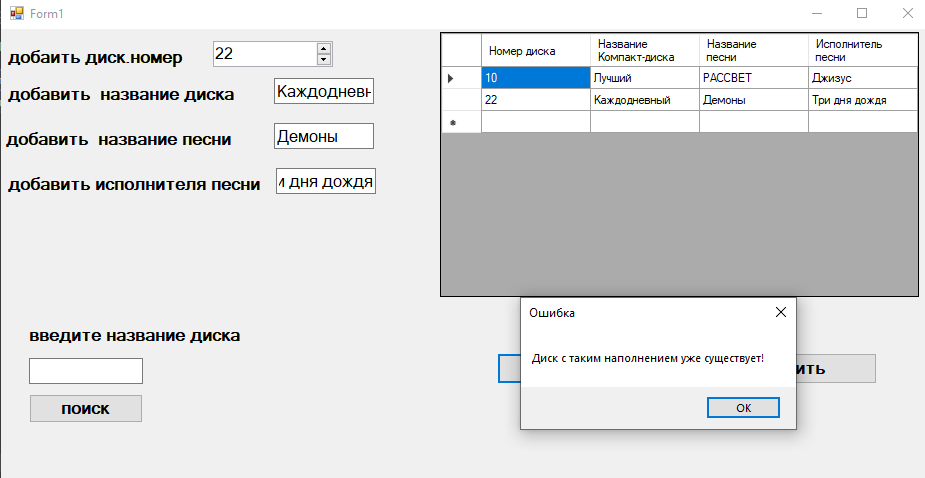 Form1
добаить диск.номер
22
добавить название диска
Каждодневн
добавить название песни
Демоны
добавить исполнителя песни
и дня дождя
Номер диска
Название
Компакт-диска
Название
песни
Исполнитель
песни
10 Лучший РАССВЕТ Джизус
22 Каждодневный Демоны Три дня дождя
введите название диска
поиск
Ошибка
Диск с таким наполнением уже существует!
OK
ить